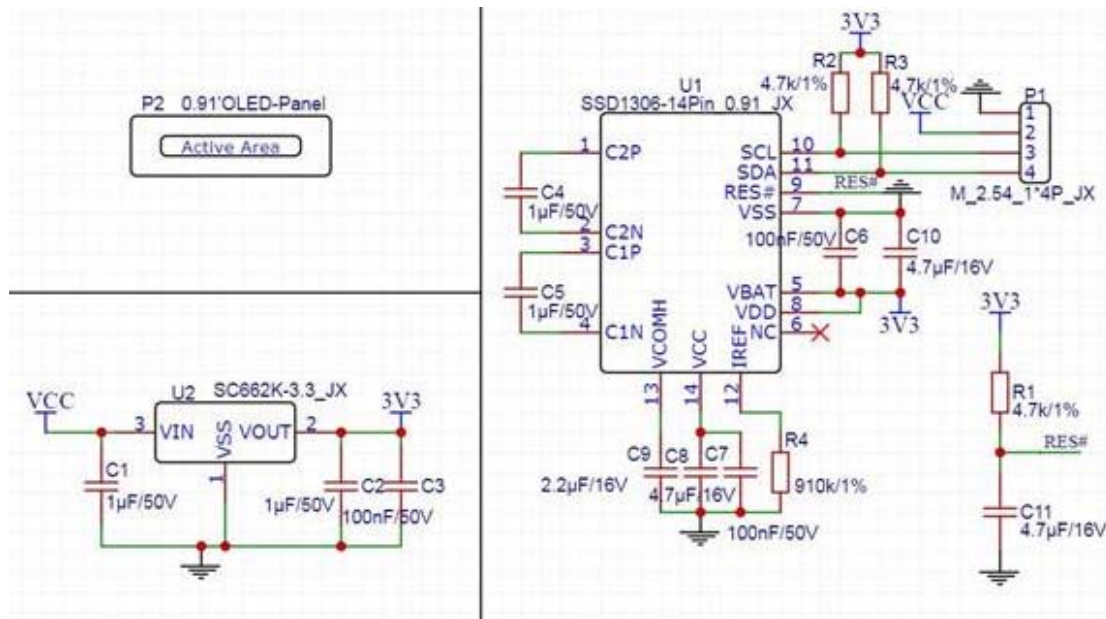 P2 0.91'OLED-Panel
Active Area
U2 SC662K-3.3_JX
VCC
3V3
3 VIN VOUT 2
VSS
1
C1
1µF/50V
C2
1µF/50V
C3
100nF/50V
U1
SSD1306-14Pin_0.91_JX
1 C2P
C4
1µF/50V
2 C2N
3 C1P
C5
1µF/50V
4 C1N
SCL 10
SDA 11
RES# 9
RES#
VSS 7
VBAT 5
VDD 8
NC 6
VCOMH
13
VCC
14
IREF
12
3V3
R2
4.7k/1%
R3
4.7k/1%
VCC
P1
1
2
3
4
M_2.54_1*4P_JX
100nF/50V
C6
C10
4.7µF/16V
3V3
C9
2.2µF/16V
C8
4.7µF/16V
C7
100nF/50V
R4
910k/1%
3V3
R1
4.7k/1%
RES#
C11
4.7µF/16V